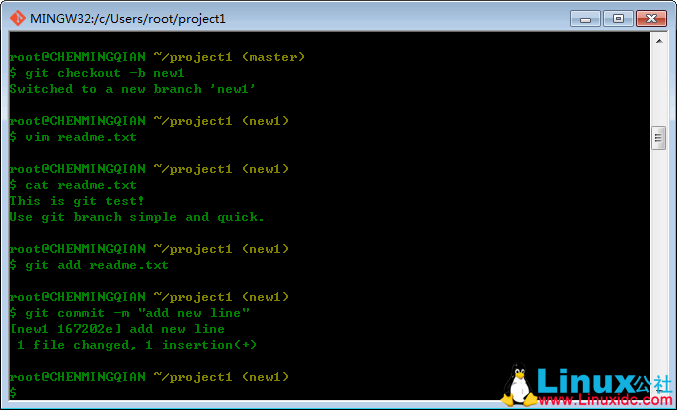 MINGW32:/c/Users/root/project1
root@CHENMINGQIAN ~/project1 (master)
$ git checkout -b new1
Switched to a new branch 'new1'
root@CHENMINGQIAN ~/project1 (new1)
$ vim readme.txt
root@CHENMINGQIAN ~/project1 (new1)
$ cat readme.txt
This is git test!
Use git branch simple and quick.
root@CHENMINGQIAN ~/project1 (new1)
$ git add readme.txt
root@CHENMINGQIAN ~/project1 (new1)
$ git commit -m "add new line"
[new1 167202e] add new line
 1 file changed, 1 insertion(+)
root@CHENMINGQIAN ~/project1 (new1)
$
Linux公社
www.Linuxidc.com